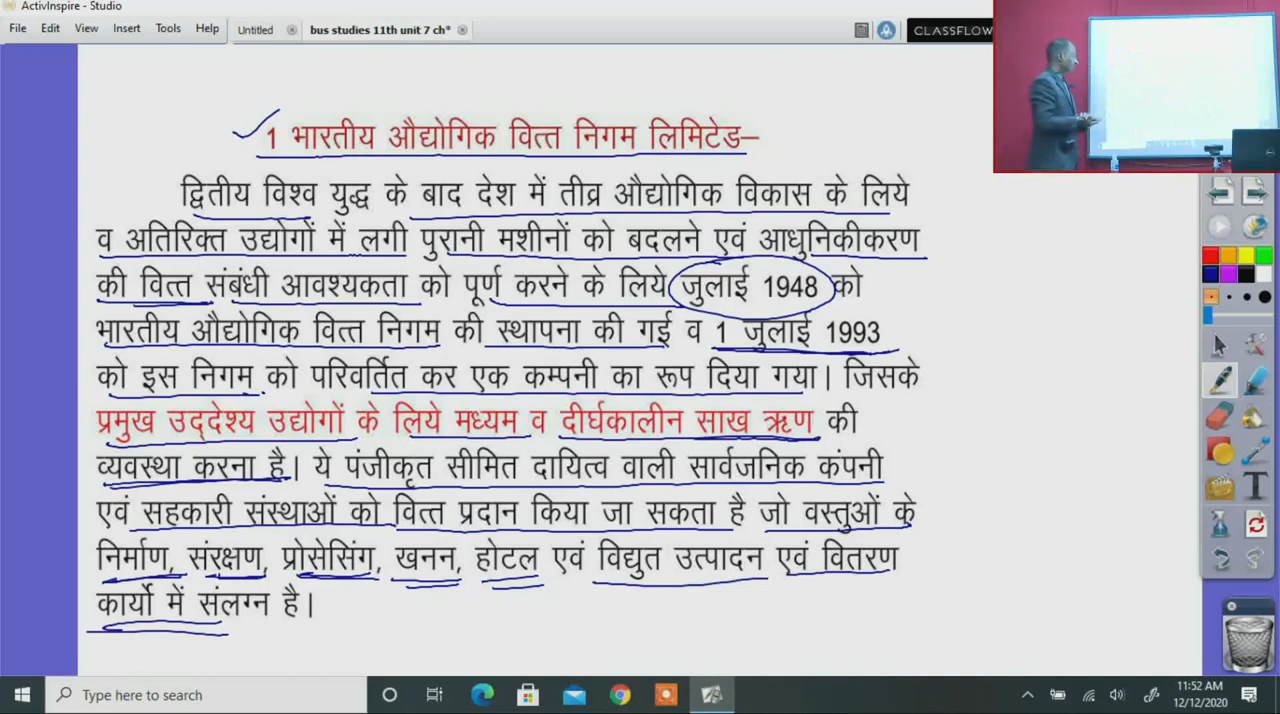 ActivInspire - Studio
File Edit View Insert Tools Help Untitled bus studies 11th unit 7 ch* CLASSFLOW
1 भारतीय औद्योगिक वित्त निगम लिमिटेड–
द्वितीय विश्व युद्ध के बाद देश में तीव्र औद्योगिक विकास के लिये
व अतिरिक्त उद्योगों में लगी पुरानी मशीनों को बदलने एवं आधुनिकीकरण
की वित्त संबंधी आवश्यकता को पूर्ण करने के लिये जुलाई 1948 को
भारतीय औद्योगिक वित्त निगम की स्थापना की गई व 1 जुलाई 1993
को इस निगम को परिवर्तित कर एक कम्पनी का रूप दिया गया। जिसके
प्रमुख उद्देश्य उद्योगों के लिये मध्यम व दीर्घकालीन साख ऋण की
व्यवस्था करना है। ये पंजीकृत सीमित दायित्व वाली सार्वजनिक कंपनी
एवं सहकारी संस्थाओं को वित्त प्रदान किया जा सकता है जो वस्तुओं के
निर्माण, संरक्षण, प्रोसेसिंग, खनन, होटल एवं विद्युत उत्पादन एवं वितरण
कार्यो में संलग्न है।
Type here to search
11:52 AM
12/12/2020